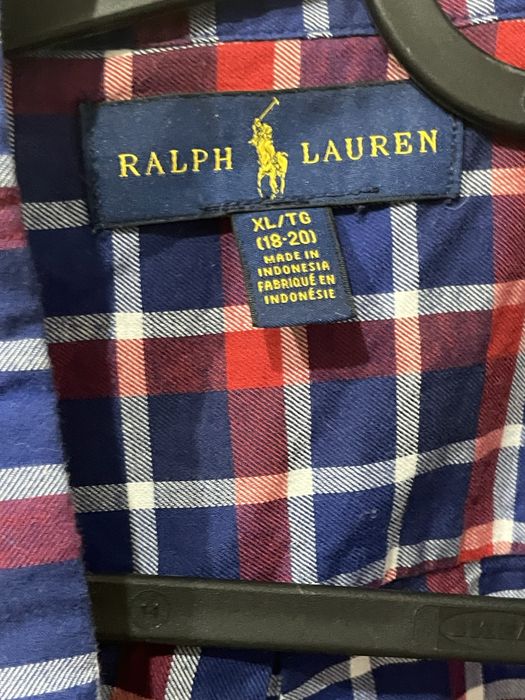 RALPH LAUREN
XL/TG
(18-20)
MADE IN
INDONESIA
FABRIQUÉ EN
INDONÉSIE